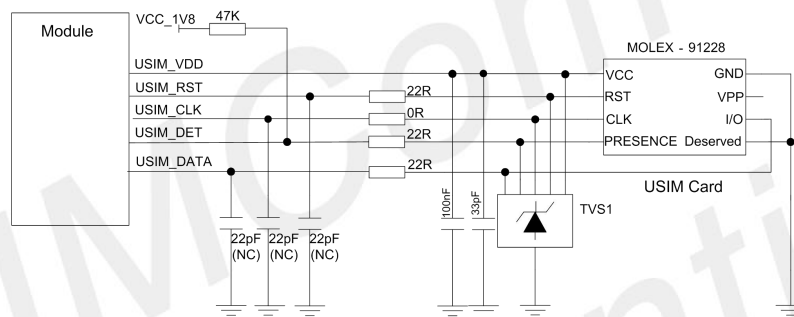 Module
VCC_1V8
47K
USIM_VDD
USIM_RST
USIM_CLK
USIM_DET
USIM_DATA
22R
0R
22R
22R
22pF
(NC)
22pF
(NC)
22pF
(NC)
100nF
33pF
TVS1
MOLEX - 91228
VCC
GND
RST
VPP
CLK
I/O
PRESENCE
Deserved
USIM Card